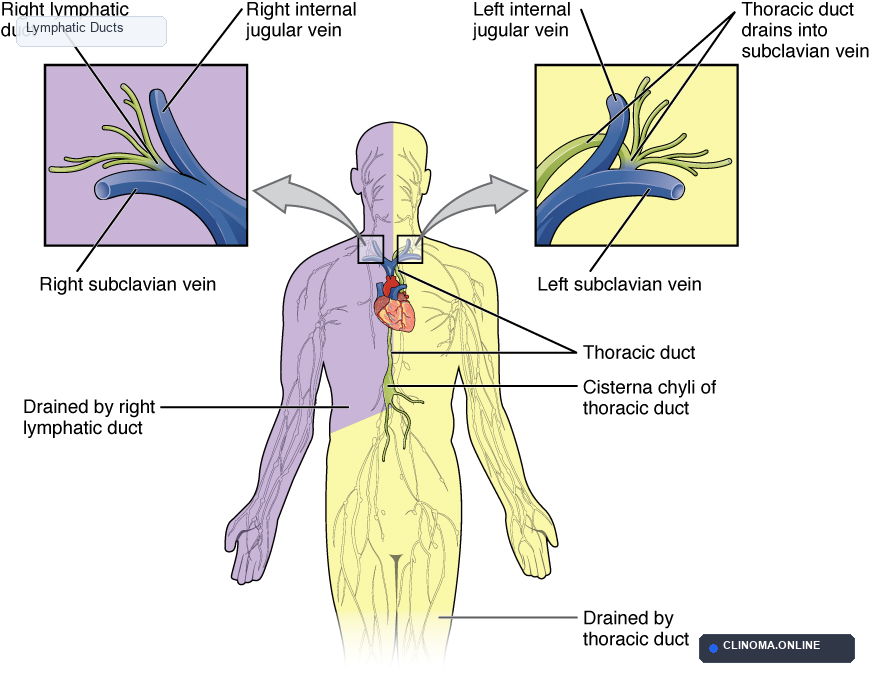 Right lymphatic
du
Lymphatic Ducts
Right internal
jugular vein
Left internal
jugular vein
Thoracic duct
drains into
subclavian vein
Right subclavian vein
Left subclavian vein
Thoracic duct
Cisterna chyli of
thoracic duct
Drained by right
lymphatic duct
Drained by
thoracic duct
CLINOMA.ONLINE